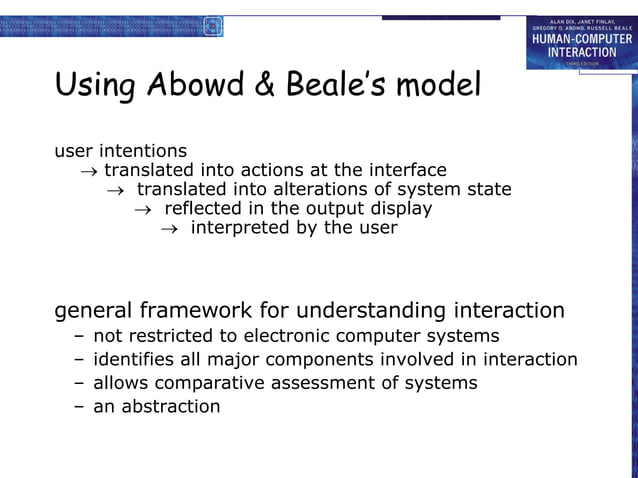 ALAN DIX, JANET FINLAY,
GREGORY D. ABOWD, RUSSELL BEALE
HUMAN-COMPUTER
INTERACTION
THIRD EDITION
Using Abowd & Beale’s model
user intentions
→ translated into actions at the interface
→ translated into alterations of system state
→ reflected in the output display
→ interpreted by the user
general framework for understanding interaction
– not restricted to electronic computer systems
– identifies all major components involved in interaction
– allows comparative assessment of systems
– an abstraction